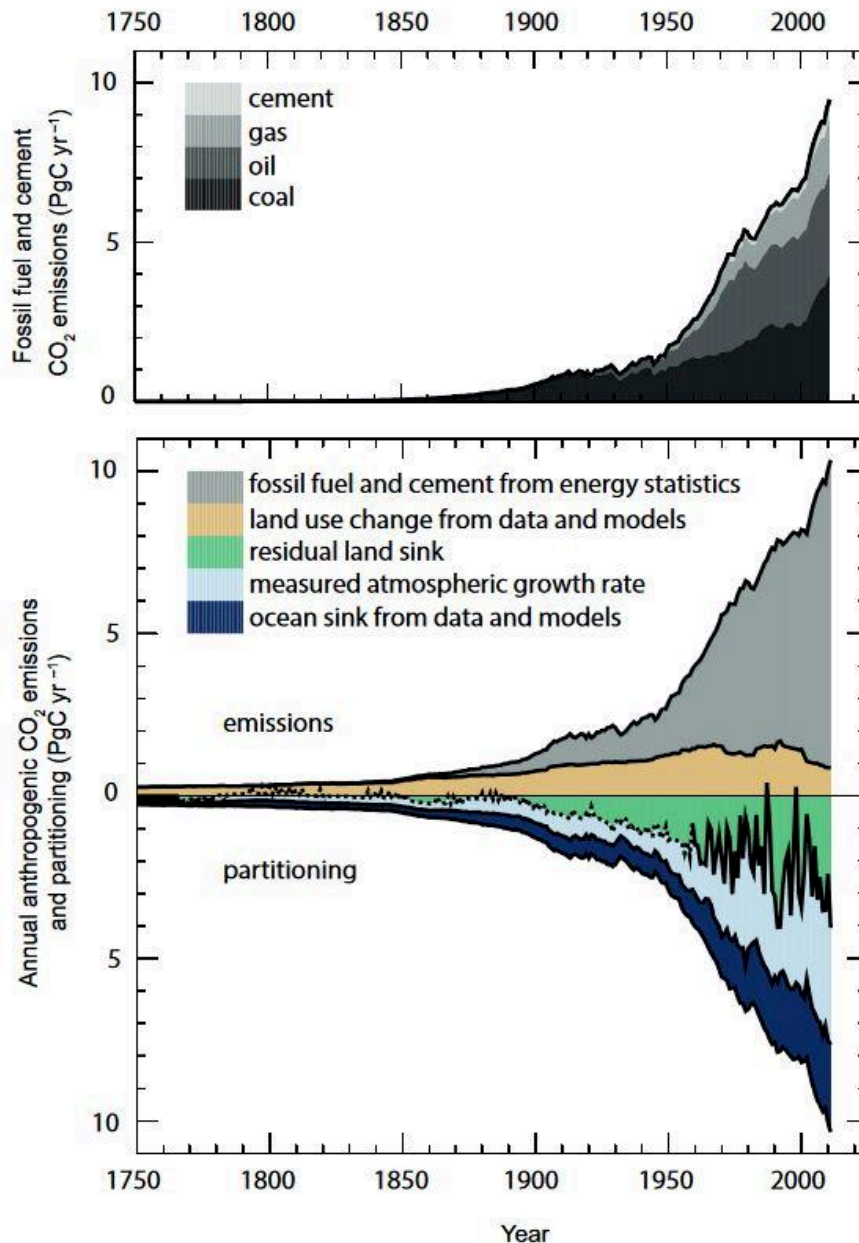 1750 1800 1850 1900 1950 2000
10
5
0
Fossil fuel and cement
CO₂ emissions (PgC yr⁻¹)
cement
gas
oil
coal
10
5
0
5
10
Annual anthropogenic CO₂ emissions
and partitioning (PgC yr⁻¹)
fossil fuel and cement from energy statistics
land use change from data and models
residual land sink
measured atmospheric growth rate
ocean sink from data and models
emissions
partitioning
1750 1800 1850 1900 1950 2000
Year